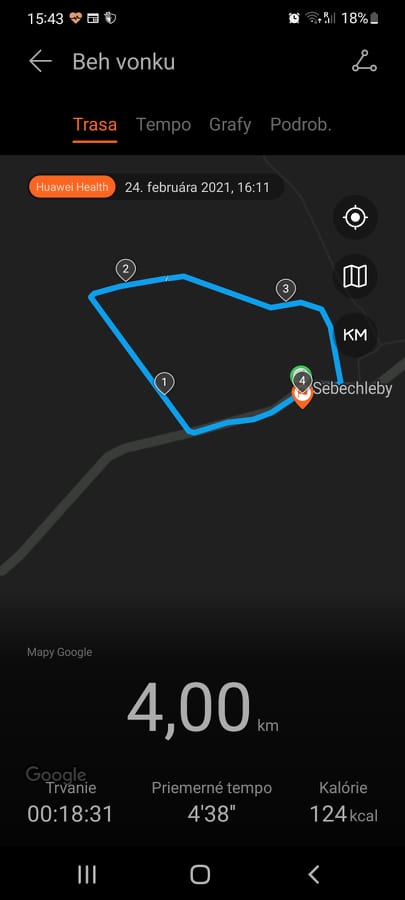 15:43 18%
Beh vonku
Trasa Tempo Grafy Podrob.
Huawei Health 24. februára 2021, 16:11
2
3
KM
1
4
Sebechleby
Mapy Google
4,00 km
Google
Trvanie Priemerné tempo Kalórie
00:18:31 4'38" 124 kcal